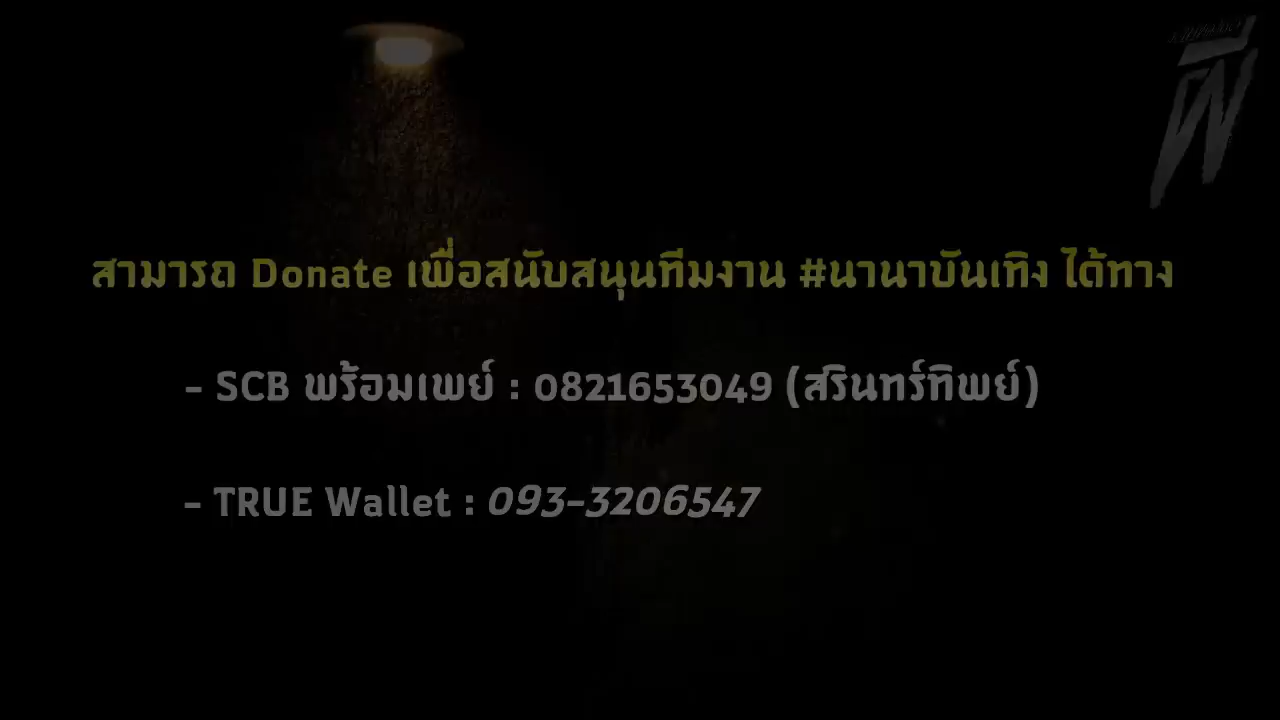 ผี
สามารถ Donate เพื่อสนับสนุนทีมงาน #นานาบันเทิง ได้ทาง
- SCB พร้อมเพย์ : 0821653049 (สรินทร์ทิพย์)
- TRUE Wallet : 093-3206547